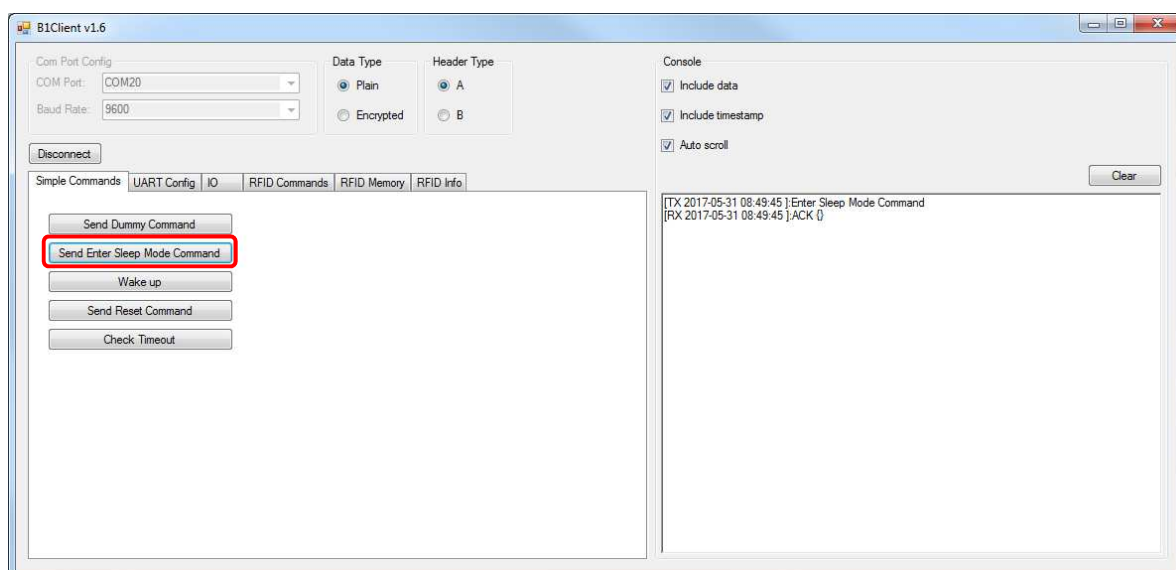 B1Client v1.6
Com Port Config
COM Port: COM20
Baud Rate: 9600
Data Type
Plain
Encrypted
Header Type
A
B
Disconnect
Simple Commands UART Config IO RFID Commands RFID Memory RFID Info
Send Dummy Command
Send Enter Sleep Mode Command
Wake up
Send Reset Command
Check Timeout
Console
Include data
Include timestamp
Auto scroll
Clear
[TX 2017-05-31 08:49:45 ]:Enter Sleep Mode Command
[RX 2017-05-31 08:49:45 ]:ACK {}